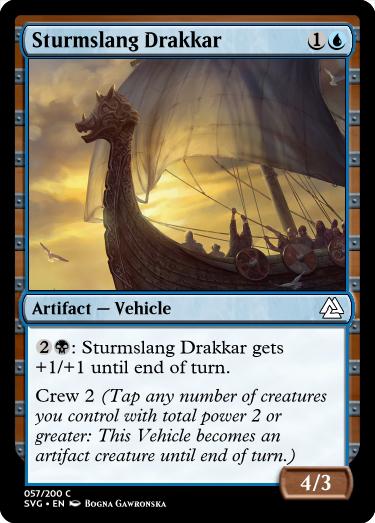 Sturmslang Drakkar 1
Artifact — Vehicle
2: Sturmslang Drakkar gets
+1/+1 until end of turn.
Crew 2 (Tap any number of creatures
you control with total power 2 or
greater: This Vehicle becomes an
artifact creature until end of turn.)
4/3
057/200 C
SVG • EN Bogna Gawronska